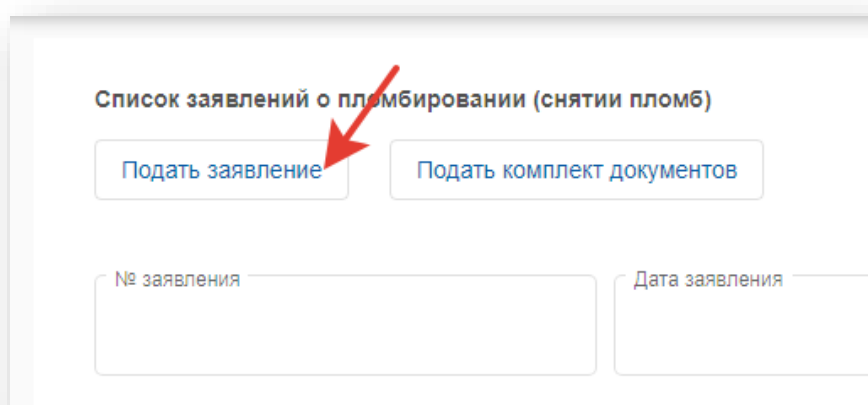 Список заявлений о пломбировании (снятии пломб)
Подать заявление Подать комплект документов
№ заявления Дата заявления